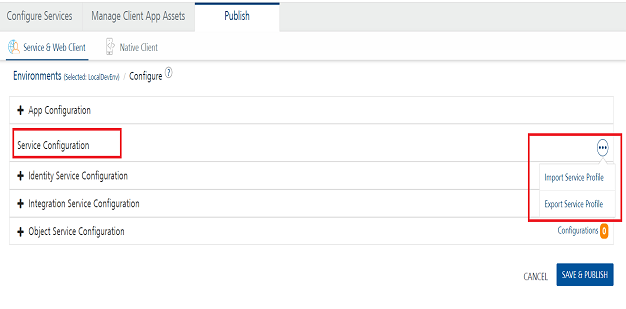 Configure Services Manage Client App Assets Publish
Service & Web Client Native Client
Environments (Selected: LocalDevEnv) / Configure ?
+ App Configuration
Service Configuration
Import Service Profile
+ Identity Service Configuration
+ Integration Service Configuration
Export Service Profile
+ Object Service Configuration
Configurations 0
CANCEL SAVE & PUBLISH